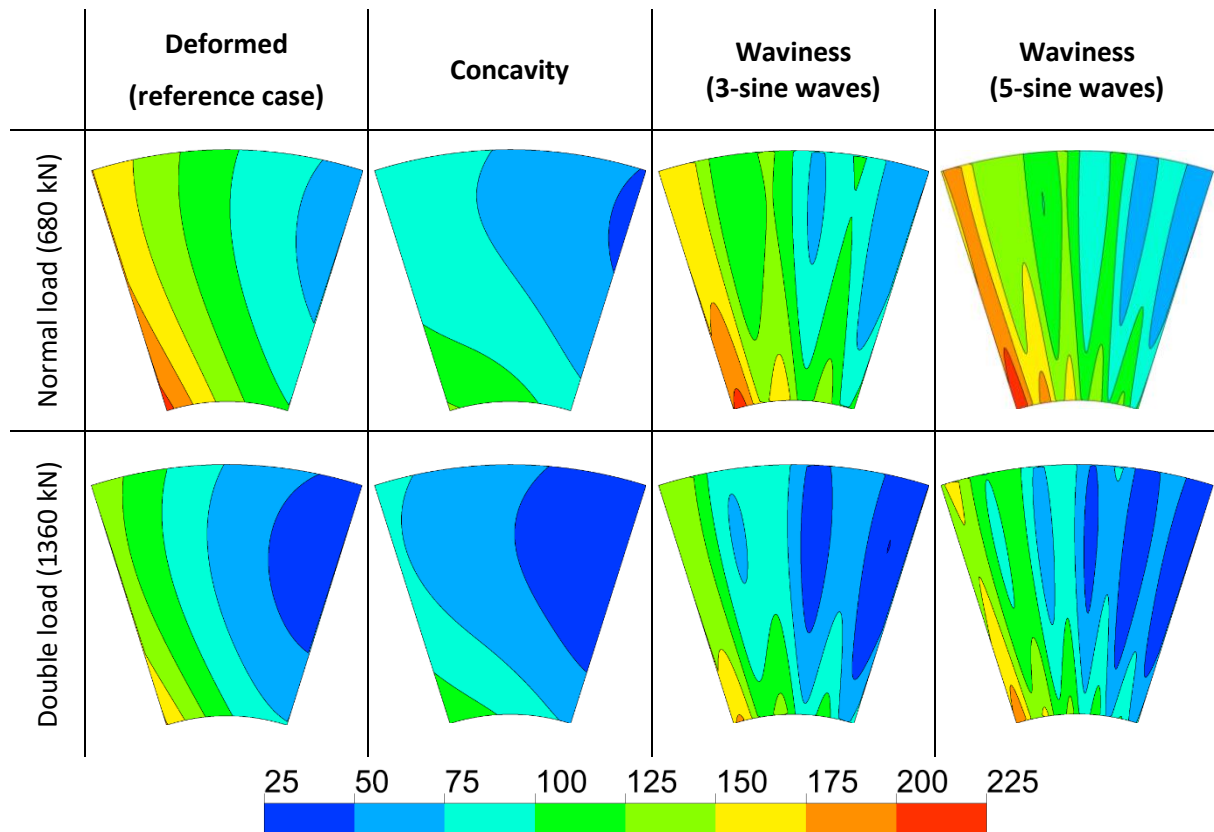 Deformed
(reference case)
Concavity
Waviness
(3-sine waves)
Waviness
(5-sine waves)
Normal load (680 kN)
Double load (1360 kN)
25 50 75 100 125 150 175 200 225